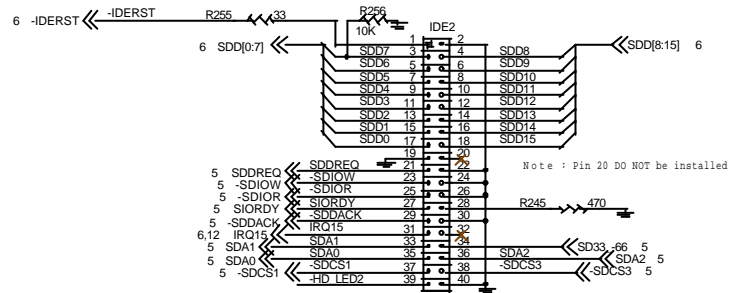 R256
6 -IDERST -IDERST R255 33 IDE2
10K
1 2
6 SDD[0:7] SDD7 3 4 SDD8 SDD[8:15] 6
SDD6 5 6 SDD9
SDD5 7 8 SDD10
SDD4 9 10 SDD11
SDD3 11 12 SDD12
SDD2 13 14 SDD13
SDD1 15 16 SDD14
SDD0 17 18 SDD15
19 20
Note : Pin 20 DO NOT be installed
5 SDDREQ SDDREQ 21 22
5 -SDIOW -SDIOW 23 24
5 -SDIOR -SDIOR 25 26
5 SIORDY SIORDY 27 28 R245 470
5 -SDDACK -SDDACK 29 30
6,12 IRQ15 IRQ15 31 32
5 SDA1 SDA1 33 34 SD33_-66 5
5 SDA0 SDA0 35 36 SDA2 SDA2 5
5 -SDCS1 -SDCS1 37 38 -SDCS3 -SDCS3 5
-HD_LED2 39 40